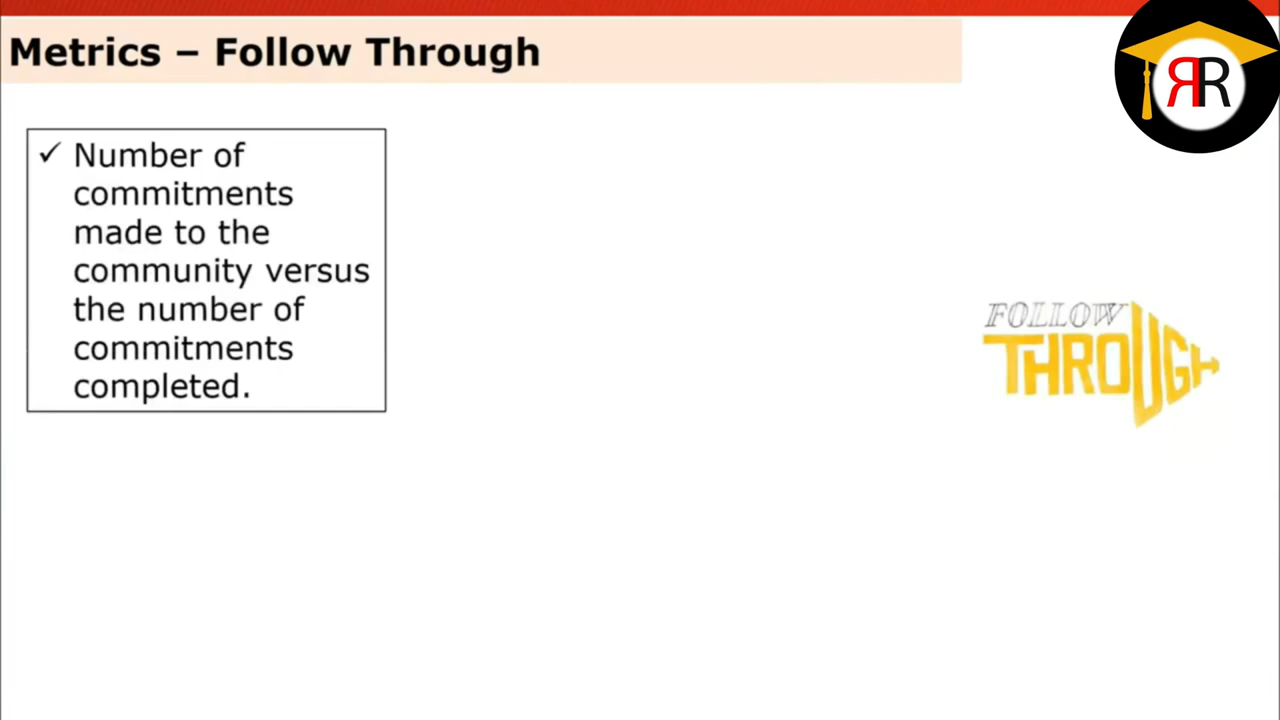 Metrics – Follow Through
✓ Number of
commitments
made to the
community versus
the number of
commitments
completed.
FOLLOW
THROUGH
RR